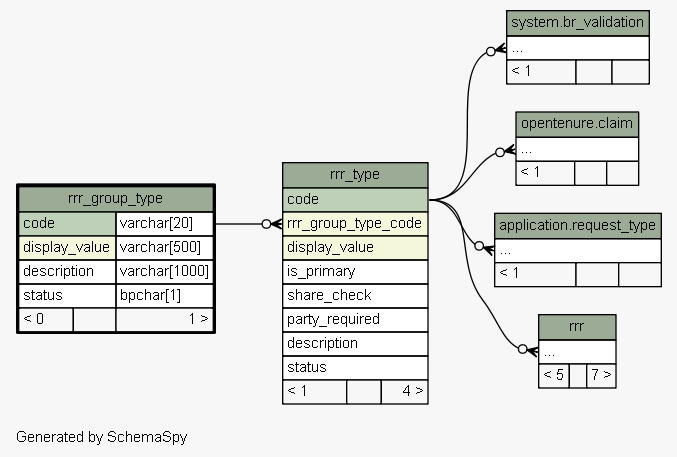 system.br_validation
...
< 1
opentenure.claim
...
< 1
rrr_type
code
rrr_group_type_code
display_value
is_primary
share_check
party_required
description
status
< 1 4 >
rrr_group_type
code varchar[20]
display_value varchar[500]
description varchar[1000]
status bpchar[1]
< 0 1 >
application.request_type
...
< 1
rrr
...
< 5 7 >
Generated by SchemaSpy